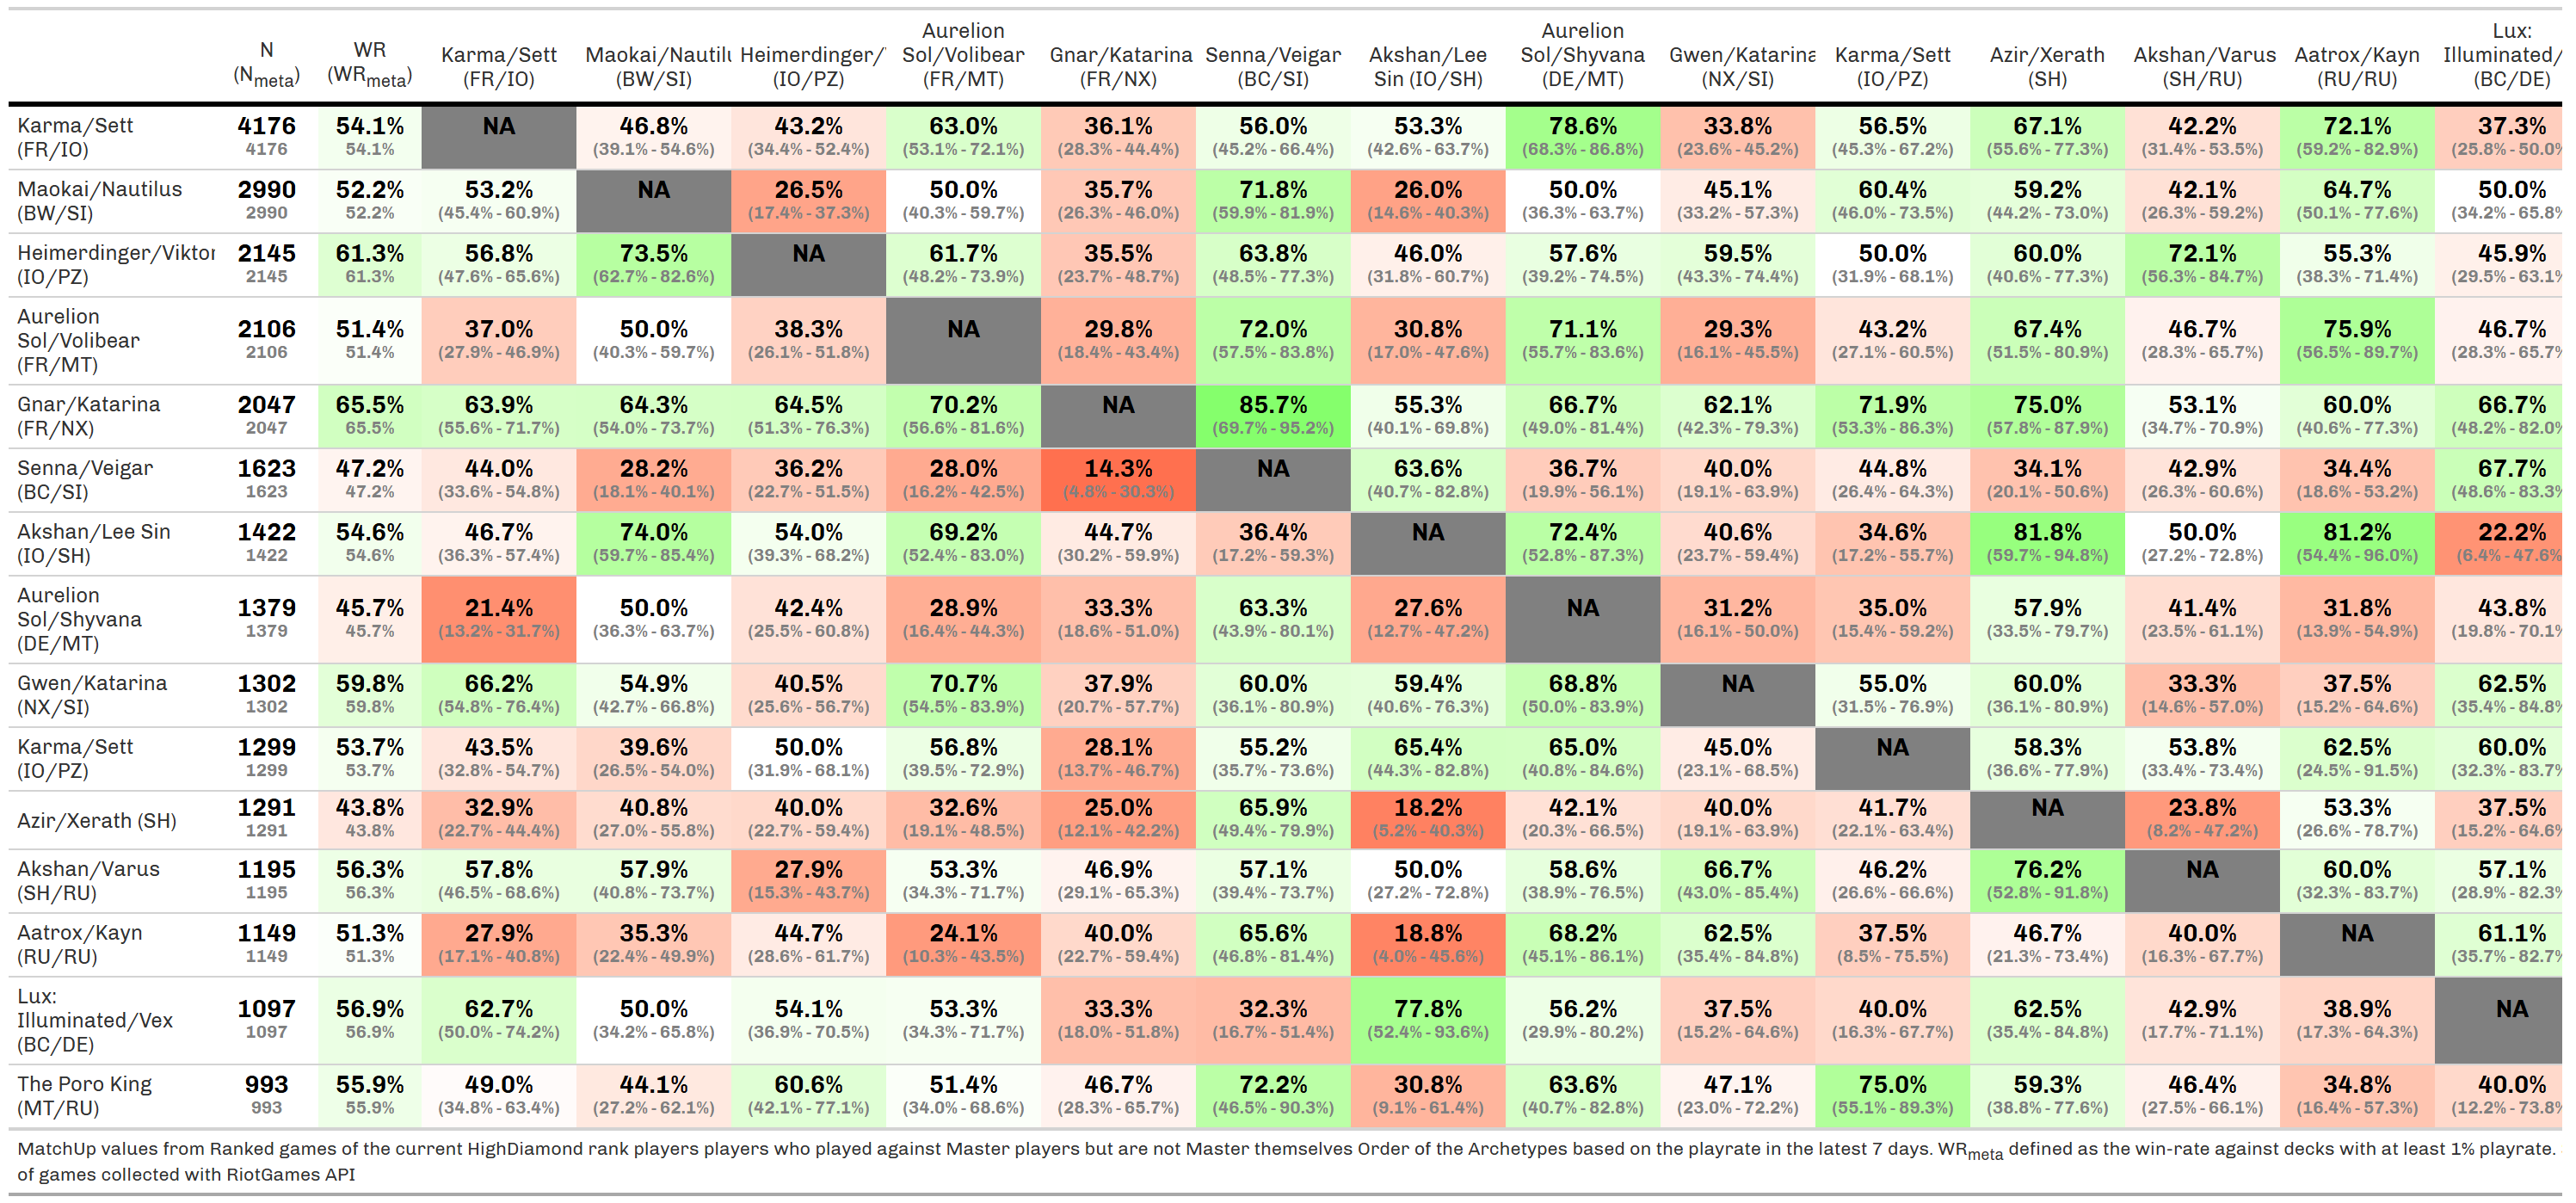 N (Nmeta) WR (WRmeta) Karma/Sett (FR/IO) Maokai/Nautilu (BW/SI) Heimerdinger/ (IO/PZ) Aurelion Sol/Volibear (FR/MT) Gnar/Katarina (FR/NX) Senna/Veigar (BC/SI) Akshan/Lee Sin (IO/SH) Aurelion Sol/Shyvana (DE/MT) Gwen/Katarina (NX/SI) Karma/Sett (IO/PZ) Azir/Xerath (SH) Akshan/Varus (SH/RU) Aatrox/Kayn (RU/RU) Lux: Illuminated/ (BC/DE)
Karma/Sett 4176 54.1% NA 46.8% 43.2% 63.0% 36.1% 56.0% 53.3% 78.6% 33.8% 56.5% 67.1% 42.2% 72.1% 37.3%
(FR/IO) 4176 54.1% (39.1% - 54.6%) (34.4% - 52.4%) (53.1% - 72.1%) (28.3% - 44.4%) (45.2% - 66.4%) (42.6% - 63.7%) (68.3% - 86.8%) (23.6% - 45.2%) (45.3% - 67.2%) (55.6% - 77.3%) (31.4% - 53.5%) (59.2% - 82.9%) (25.8% - 50.0%
Maokai/Nautilus 2990 52.2% 53.2% NA 26.5% 50.0% 35.7% 71.8% 26.0% 50.0% 45.1% 60.4% 59.2% 42.1% 64.7% 50.0%
(BW/SI) 2990 52.2% (45.4% - 60.9%) (17.4% - 37.3%) (40.3% - 59.7%) (26.3% - 46.0%) (59.9% - 81.9%) (14.6% - 40.3%) (36.3% - 63.7%) (33.2% - 57.3%) (46.0% - 73.5%) (44.2% - 73.0%) (26.3% - 59.2%) (50.1% - 77.6%) (34.2% - 65.8%
Heimerdinger/Viktor 2145 61.3% 56.8% 73.5% NA 61.7% 35.5% 63.8% 46.0% 57.6% 59.5% 50.0% 60.0% 72.1% 55.3% 45.9%
(IO/PZ) 2145 61.3% (47.6% - 65.6%) (62.7% - 82.6%) (48.2% - 73.9%) (23.7% - 48.7%) (48.5% - 77.3%) (31.8% - 60.7%) (39.2% - 74.5%) (43.3% - 74.4%) (31.9% - 68.1%) (40.6% - 77.3%) (56.3% - 84.7%) (38.3% - 71.4%) (29.5% - 63.1%
Aurelion
Sol/Volibear 2106 51.4% 37.0% 50.0% 38.3% NA 29.8% 72.0% 30.8% 71.1% 29.3% 43.2% 67.4% 46.7% 75.9% 46.7%
(FR/MT) 2106 51.4% (27.9% - 46.9%) (40.3% - 59.7%) (26.1% - 51.8%) (18.4% - 43.4%) (57.5% - 83.8%) (17.0% - 47.6%) (55.7% - 83.6%) (16.1% - 45.5%) (27.1% - 60.5%) (51.5% - 80.9%) (28.3% - 65.7%) (56.5% - 89.7%) (28.3% - 65.7%
Gnar/Katarina 2047 65.5% 63.9% 64.3% 64.5% 70.2% NA 85.7% 55.3% 66.7% 62.1% 71.9% 75.0% 53.1% 60.0% 66.7%
(FR/NX) 2047 65.5% (55.6% - 71.7%) (54.0% - 73.7%) (51.3% - 76.3%) (56.6% - 81.6%) (69.7% - 95.2%) (40.1% - 69.8%) (49.0% - 81.4%) (42.3% - 79.3%) (53.3% - 86.3%) (57.8% - 87.9%) (34.7% - 70.9%) (40.6% - 77.3%) (48.2% - 82.0%
Senna/Veigar 1623 47.2% 44.0% 28.2% 36.2% 28.0% 14.3% NA 63.6% 36.7% 40.0% 44.8% 34.1% 42.9% 34.4% 67.7%
(BC/SI) 1623 47.2% (33.6% - 54.8%) (18.1% - 40.1%) (22.7% - 51.5%) (16.2% - 42.5%) (4.8% - 30.3%) (40.7% - 82.8%) (19.9% - 56.1%) (19.1% - 63.9%) (26.4% - 64.3%) (20.1% - 50.6%) (26.3% - 60.6%) (18.6% - 53.2%) (48.6% - 83.3%
Akshan/Lee Sin 1422 54.6% 46.7% 74.0% 54.0% 69.2% 44.7% 36.4% NA 72.4% 40.6% 34.6% 81.8% 50.0% 81.2% 22.2%
(IO/SH) 1422 54.6% (36.3% - 57.4%) (59.7% - 85.4%) (39.3% - 68.2%) (52.4% - 83.0%) (30.2% - 59.9%) (17.2% - 59.3%) (52.8% - 87.3%) (23.7% - 59.4%) (17.2% - 55.7%) (59.7% - 94.8%) (27.2% - 72.8%) (54.4% - 96.0%) (6.4% - 47.6%
Aurelion
Sol/Shyvana 1379 45.7% 21.4% 50.0% 42.4% 28.9% 33.3% 63.3% 27.6% NA 31.2% 35.0% 57.9% 41.4% 31.8% 43.8%
(DE/MT) 1379 45.7% (13.2% - 31.7%) (36.3% - 63.7%) (25.5% - 60.8%) (16.4% - 44.3%) (18.6% - 51.0%) (43.9% - 80.1%) (12.7% - 47.2%) (16.1% - 50.0%) (15.4% - 59.2%) (33.5% - 79.7%) (23.5% - 61.1%) (13.9% - 54.9%) (19.8% - 70.1%
Gwen/Katarina 1302 59.8% 66.2% 54.9% 40.5% 70.7% 37.9% 60.0% 59.4% 68.8% NA 55.0% 60.0% 33.3% 37.5% 62.5%
(NX/SI) 1302 59.8% (54.8% - 76.4%) (42.7% - 66.8%) (25.6% - 56.7%) (54.5% - 83.9%) (20.7% - 57.7%) (36.1% - 80.9%) (40.6% - 76.3%) (50.0% - 83.9%) (31.5% - 76.9%) (36.1% - 80.9%) (14.6% - 57.0%) (15.2% - 64.6%) (35.4% - 84.8%
Karma/Sett 1299 53.7% 43.5% 39.6% 50.0% 56.8% 28.1% 55.2% 65.4% 65.0% 45.0% NA 58.3% 53.8% 62.5% 60.0%
(IO/PZ) 1299 53.7% (32.8% - 54.7%) (26.5% - 54.0%) (31.9% - 68.1%) (39.5% - 72.9%) (13.7% - 46.7%) (35.7% - 73.6%) (44.3% - 82.8%) (40.8% - 84.6%) (23.1% - 68.5%) (36.6% - 77.9%) (33.4% - 73.4%) (24.5% - 91.5%) (32.3% - 83.7%
Azir/Xerath (SH) 1291 43.8% 32.9% 40.8% 40.0% 32.6% 25.0% 65.9% 18.2% 42.1% 40.0% 41.7% NA 23.8% 53.3% 37.5%
1291 43.8% (22.7% - 44.4%) (27.0% - 55.8%) (22.7% - 59.4%) (19.1% - 48.5%) (12.1% - 42.2%) (49.4% - 79.9%) (5.2% - 40.3%) (20.3% - 66.5%) (19.1% - 63.9%) (22.1% - 63.4%) (8.2% - 47.2%) (26.6% - 78.7%) (15.2% - 64.6%
Akshan/Varus 1195 56.3% 57.8% 57.9% 27.9% 53.3% 46.9% 57.1% 50.0% 58.6% 66.7% 46.2% 76.2% NA 60.0% 57.1%
(SH/RU) 1195 56.3% (46.5% - 68.6%) (40.8% - 73.7%) (15.3% - 43.7%) (34.3% - 71.7%) (29.1% - 65.3%) (39.4% - 73.7%) (27.2% - 72.8%) (38.9% - 76.5%) (43.0% - 85.4%) (26.6% - 66.6%) (52.8% - 91.8%) (32.3% - 83.7%) (28.9% - 82.3%
Aatrox/Kayn 1149 51.3% 27.9% 35.3% 44.7% 24.1% 40.0% 65.6% 18.8% 68.2% 62.5% 37.5% 46.7% 40.0% NA 61.1%
(RU/RU) 1149 51.3% (17.1% - 40.8%) (22.4% - 49.9%) (28.6% - 61.7%) (10.3% - 43.5%) (22.7% - 59.4%) (46.8% - 81.4%) (4.0% - 45.6%) (45.1% - 86.1%) (35.4% - 84.8%) (8.5% - 75.5%) (21.3% - 73.4%) (16.3% - 67.7%) (35.7% - 82.7%
Lux:
Illuminated/Vex 1097 56.9% 62.7% 50.0% 54.1% 53.3% 33.3% 32.3% 77.8% 56.2% 37.5% 40.0% 62.5% 42.9% 38.9% NA
(BC/DE) 1097 56.9% (50.0% - 74.2%) (34.2% - 65.8%) (36.9% - 70.5%) (34.3% - 71.7%) (18.0% - 51.8%) (16.7% - 51.4%) (52.4% - 93.6%) (29.9% - 80.2%) (15.2% - 64.6%) (16.3% - 67.7%) (35.4% - 84.8%) (17.7% - 71.1%) (17.3% - 64.3%)
The Poro King 993 55.9% 49.0% 44.1% 60.6% 51.4% 46.7% 72.2% 30.8% 63.6% 47.1% 75.0% 59.3% 46.4% 34.8% 40.0%
(MT/RU) 993 55.9% (34.8% - 63.4%) (27.2% - 62.1%) (42.1% - 77.1%) (34.0% - 68.6%) (28.3% - 65.7%) (46.5% - 90.3%) (9.1% - 61.4%) (40.7% - 82.8%) (23.0% - 72.2%) (55.1% - 89.3%) (38.8% - 77.6%) (27.5% - 66.1%) (16.4% - 57.3%) (12.2% - 73.8%
MatchUp values from Ranked games of the current HighDiamond rank players players who played against Master players but are not Master themselves Order of the Archetypes based on the playrate in the latest 7 days. WRmeta defined as the win-rate against decks with at least 1% playrate.
of games collected with RiotGames API